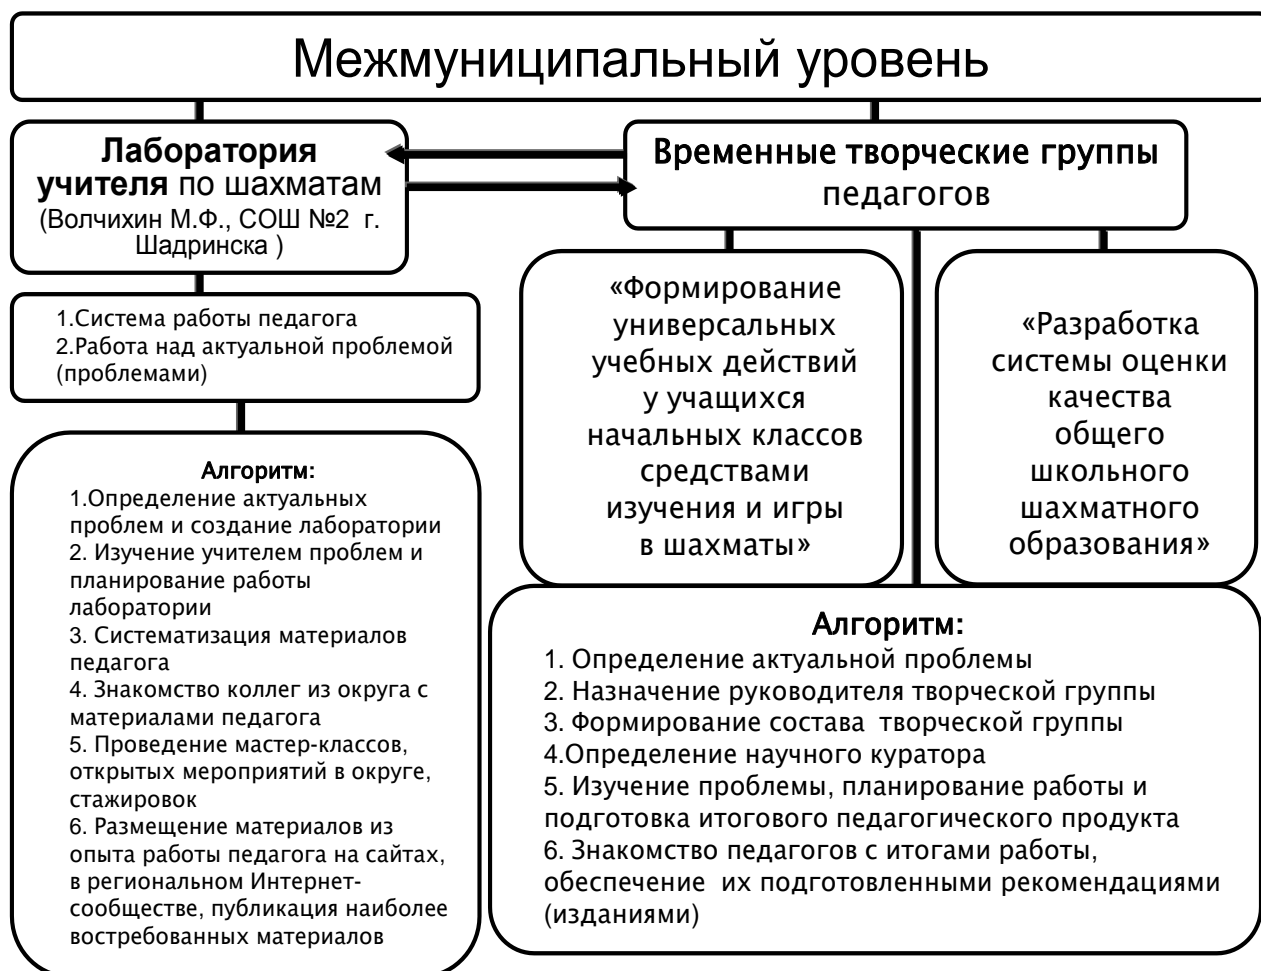 Межмуниципальный уровень
Лаборатория
учителя по шахматам
(Волчихин М.Ф., СОШ №2 г.
Шадринска )
Временные творческие группы
педагогов
1.Система работы педагога
2.Работа над актуальной проблемой
(проблемами)
«Формирование
универсальных
учебных действий
у учащихся
начальных классов
средствами
изучения и игры
в шахматы»
«Разработка
системы оценки
качества
общего
школьного
шахматного
образования»
Алгоритм:
1.Определение актуальных
проблем и создание лаборатории
2. Изучение учителем проблем и
планирование работы
лаборатории
3. Систематизация материалов
педагога
4. Знакомство коллег из округа с
материалами педагога
5. Проведение мастер-классов,
открытых мероприятий в округе,
стажировок
6. Размещение материалов из
опыта работы педагога на сайтах,
в региональном Интернет-
сообществе, публикация наиболее
востребованных материалов
Алгоритм:
1. Определение актуальной проблемы
2. Назначение руководителя творческой группы
3. Формирование состава творческой группы
4.Определение научного куратора
5. Изучение проблемы, планирование работы и
подготовка итогового педагогического продукта
6. Знакомство педагогов с итогами работы,
обеспечение их подготовленными рекомендациями
(изданиями)